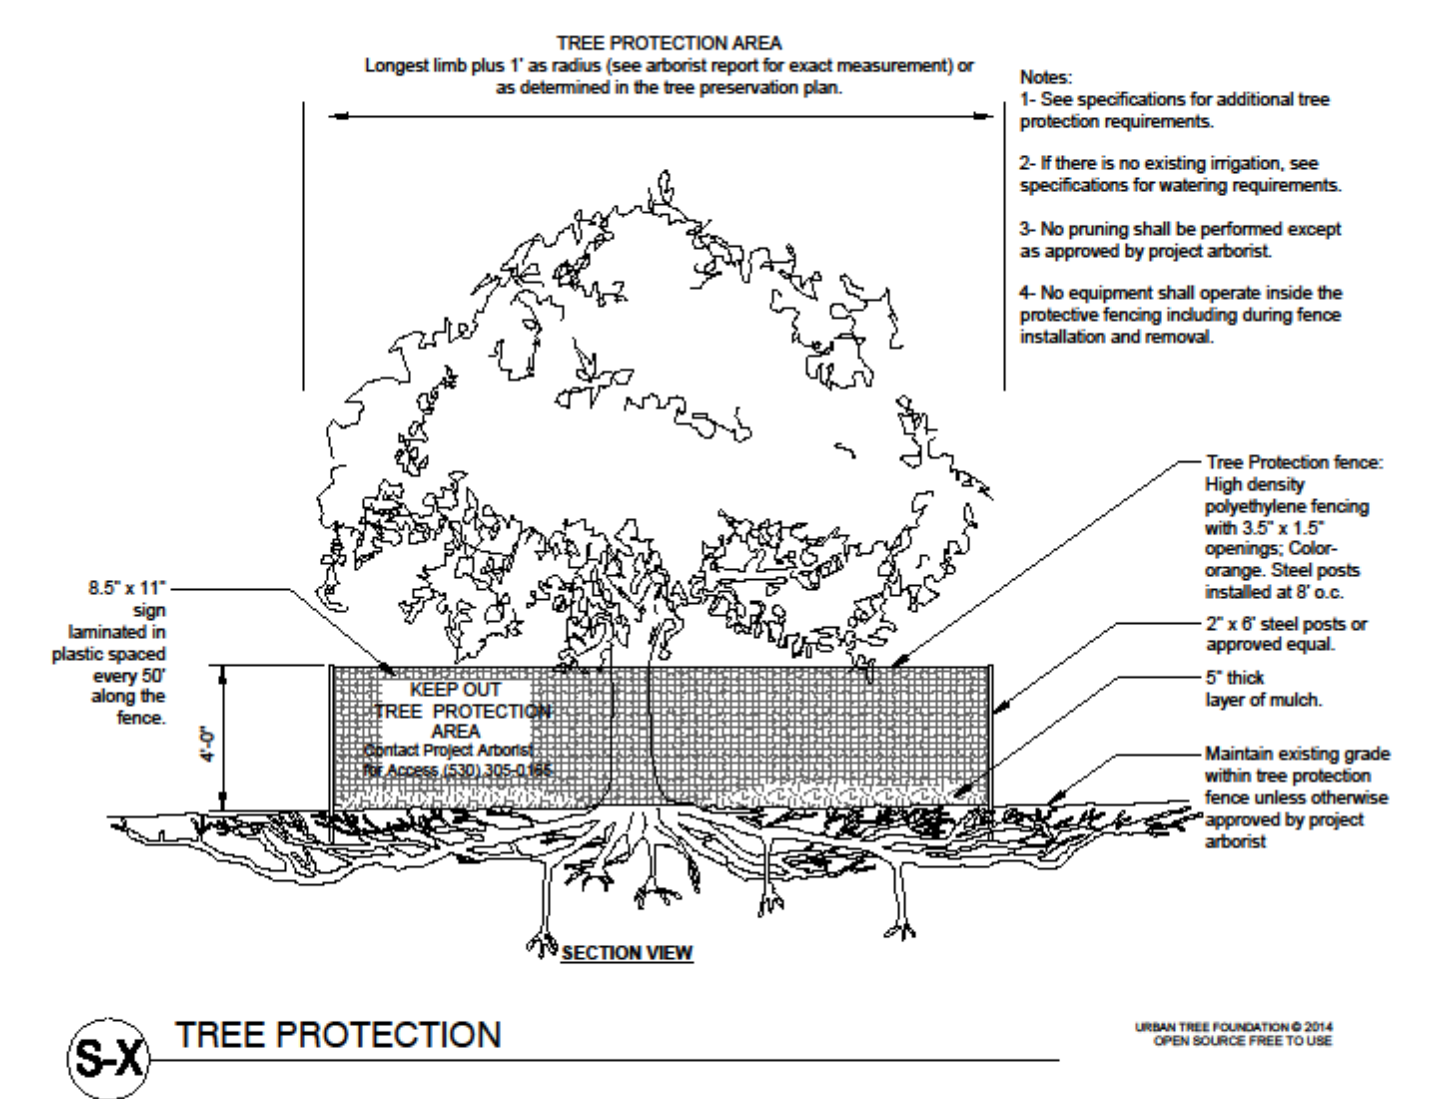 TREE PROTECTION AREA
Longest limb plus 1' as radius (see arborist report for exact measurement) or
as determined in the tree preservation plan.
Notes:
1- See specifications for additional tree
protection requirements.
2- If there is no existing irrigation, see
specifications for watering requirements.
3- No pruning shall be performed except
as approved by project arborist.
4- No equipment shall operate inside the
protective fencing including during fence
installation and removal.
Tree Protection fence:
High density
polyethylene fencing
with 3.5" x 1.5"
openings; Color-
orange. Steel posts
installed at 8' o.c.
2" x 6' steel posts or
approved equal.
5" thick
layer of mulch.
Maintain existing grade
within tree protection
fence unless otherwise
approved by project
arborist
8.5" x 11"
sign
laminated in
plastic spaced
every 50'
along the
fence.
4'-0"
KEEP OUT
TREE PROTECTION
AREA
Contact Project Arborist
for Access (530) 305-0165
SECTION VIEW
S-X
TREE PROTECTION
URBAN TREE FOUNDATION © 2014
OPEN SOURCE FREE TO USE